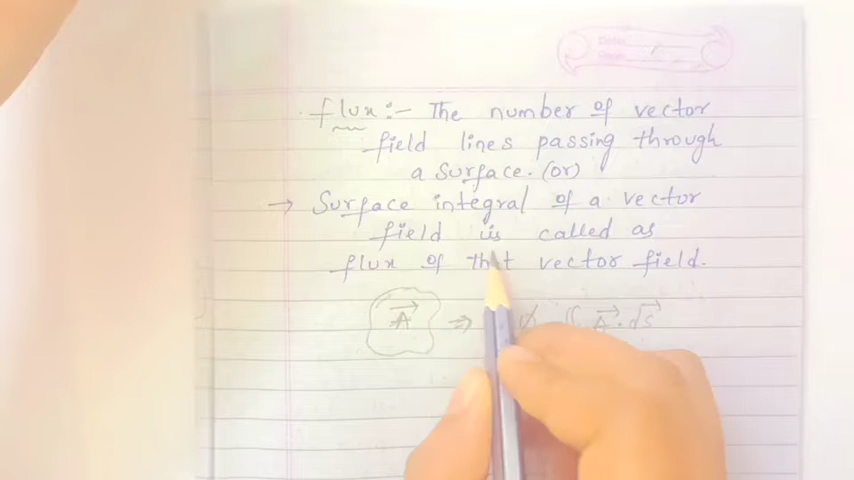 flux:- The number of vector
field lines passing through
a surface. (or)
→ Surface integral of a vector
field is called as
flux of that vector field.
A⃗ ⇒ ϕ ∬ A⃗ · ds⃗